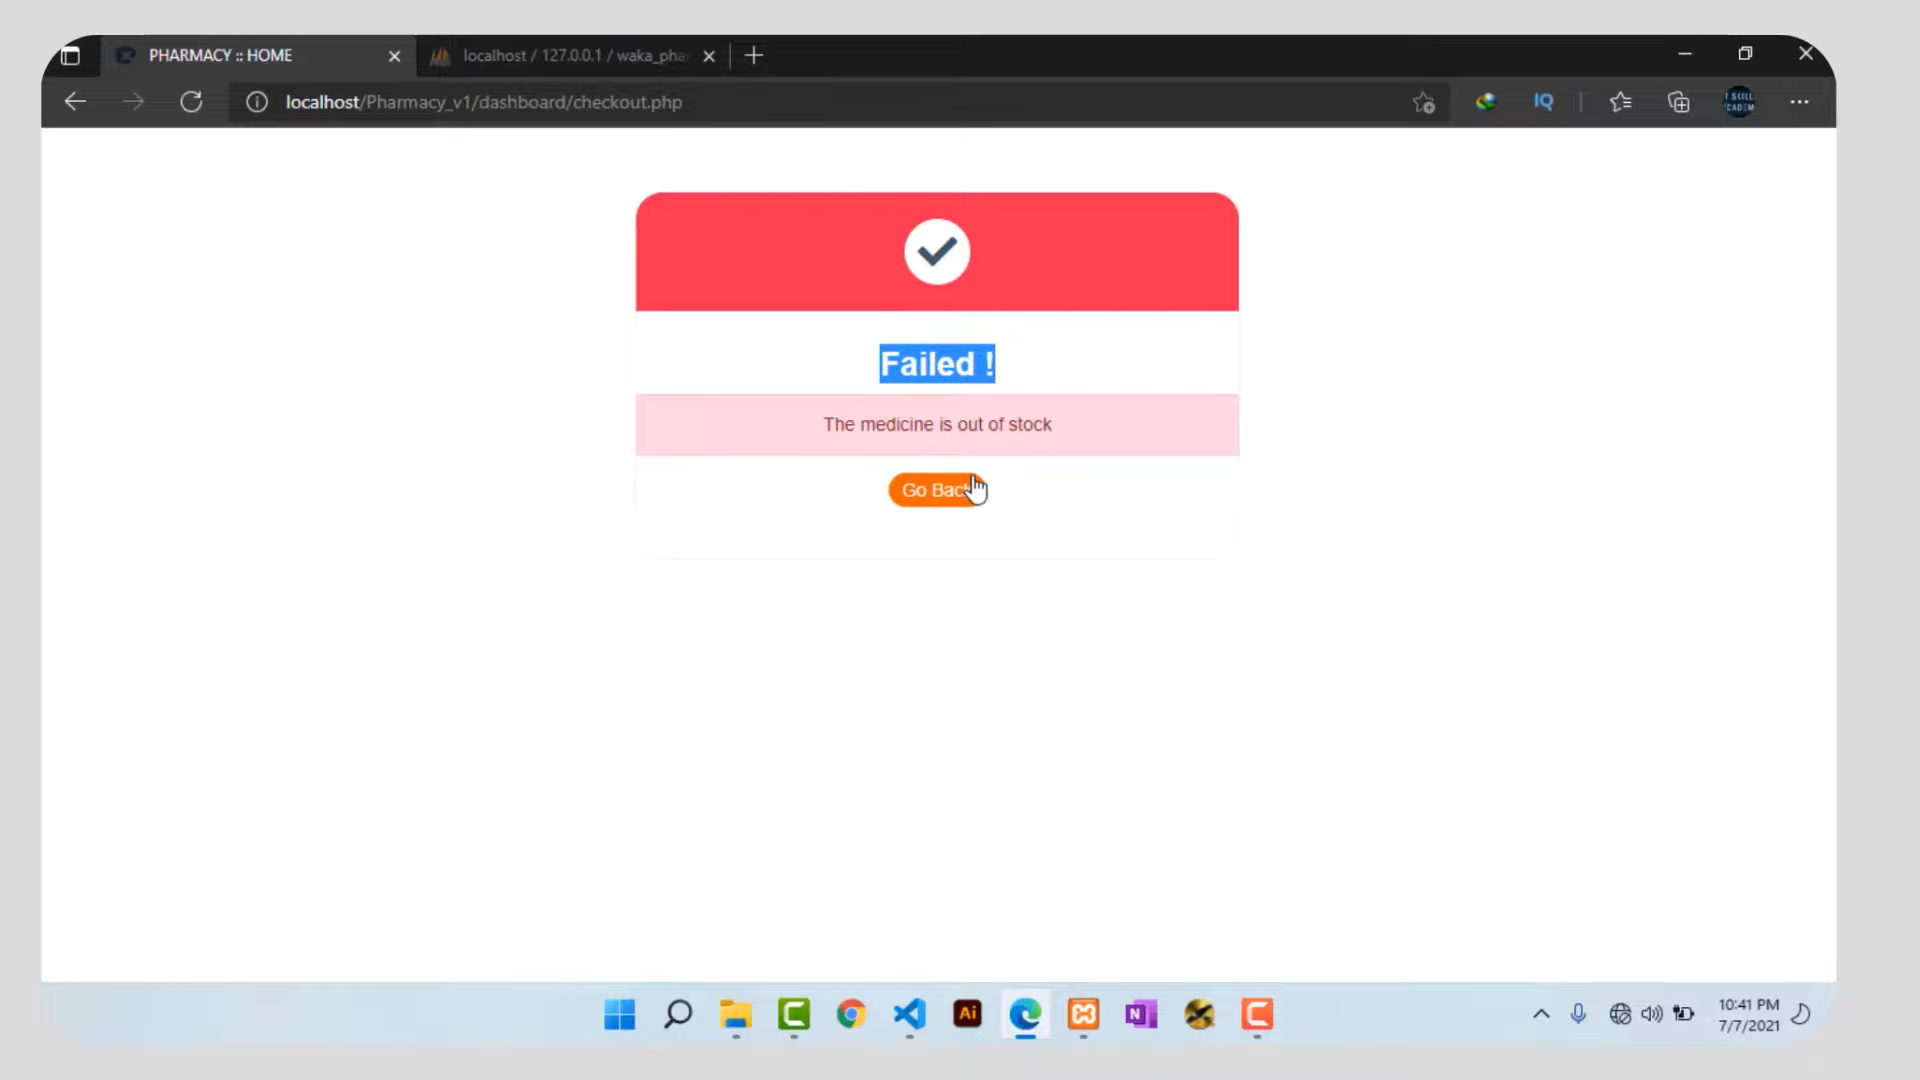 PHARMACY :: HOME
localhost / 127.0.0.1 / waka_pha
localhost/Pharmacy_v1/dashboard/checkout.php
IQ
Failed !
The medicine is out of stock
Go Back
Ai
N
10:41 PM
7/7/2021